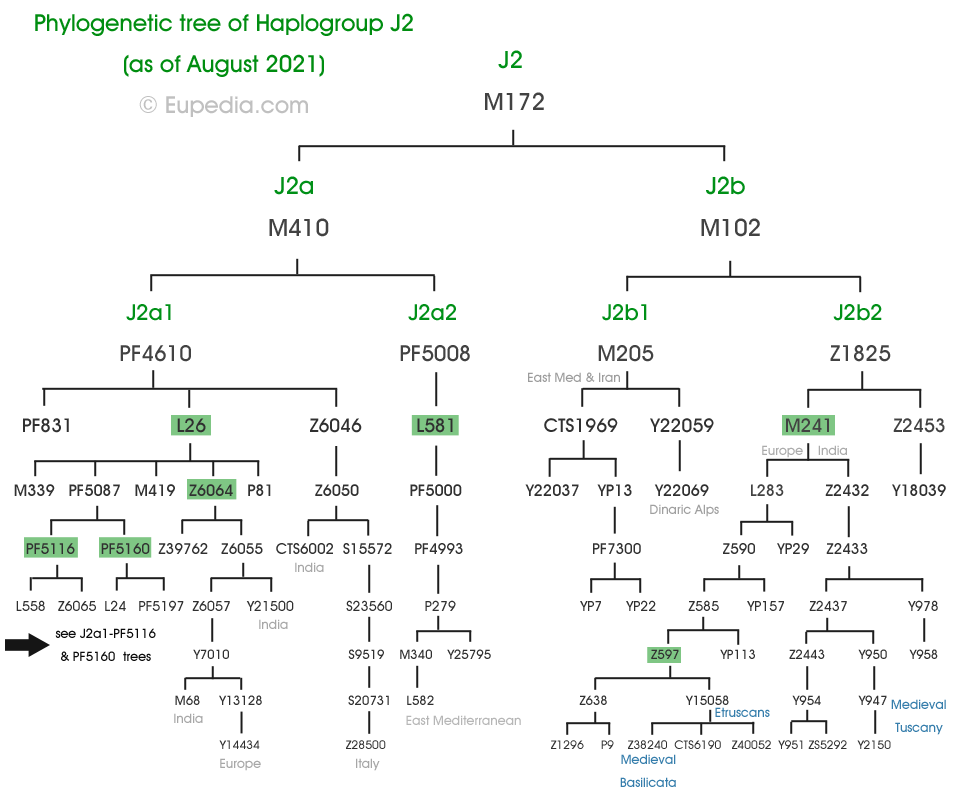 Phylogenetic tree of Haplogroup J2
(as of August 2021)
J2
© Eupedia.com
M172
J2a
J2b
M410
M102
J2a1
J2a2
J2b1
J2b2
PF4610
PF5008
M205
Z1825
East Med & Iran
PF831
L26
Z6046
L581
CTS1969
Y22059
M241
Z2453
Europe
India
M339
PF5087
M419
Z6064
P81
Z6050
PF5000
Y22037
YP13
Y22069
L283
Z2432
Y18039
Dinaric Alps
PF5116
PF5160
Z39762
Z6055
CTS6002
S15572
PF4993
PF7300
Z590
YP29
Z2433
India
L558
Z6065
L24
PF5197
Z6057
Y21500
S23560
P279
YP7
YP22
Z585
YP157
Z2437
Y978
India
see J2a1-PF5116
& PF5160 trees
Y7010
S9519
M340
Y25795
Z597
YP113
Z2443
Y950
Y958
M68
Y13128
S20731
L582
Z638
Y15058
Y954
Y947
Medieval
Tuscany
India
East Mediterranean
Etruscans
Y14434
Z28500
Z1296
P9
Z38240
CTS6190
Z40052
Y951
ZS5292
Y2150
Europe
Italy
Medieval
Basilicata